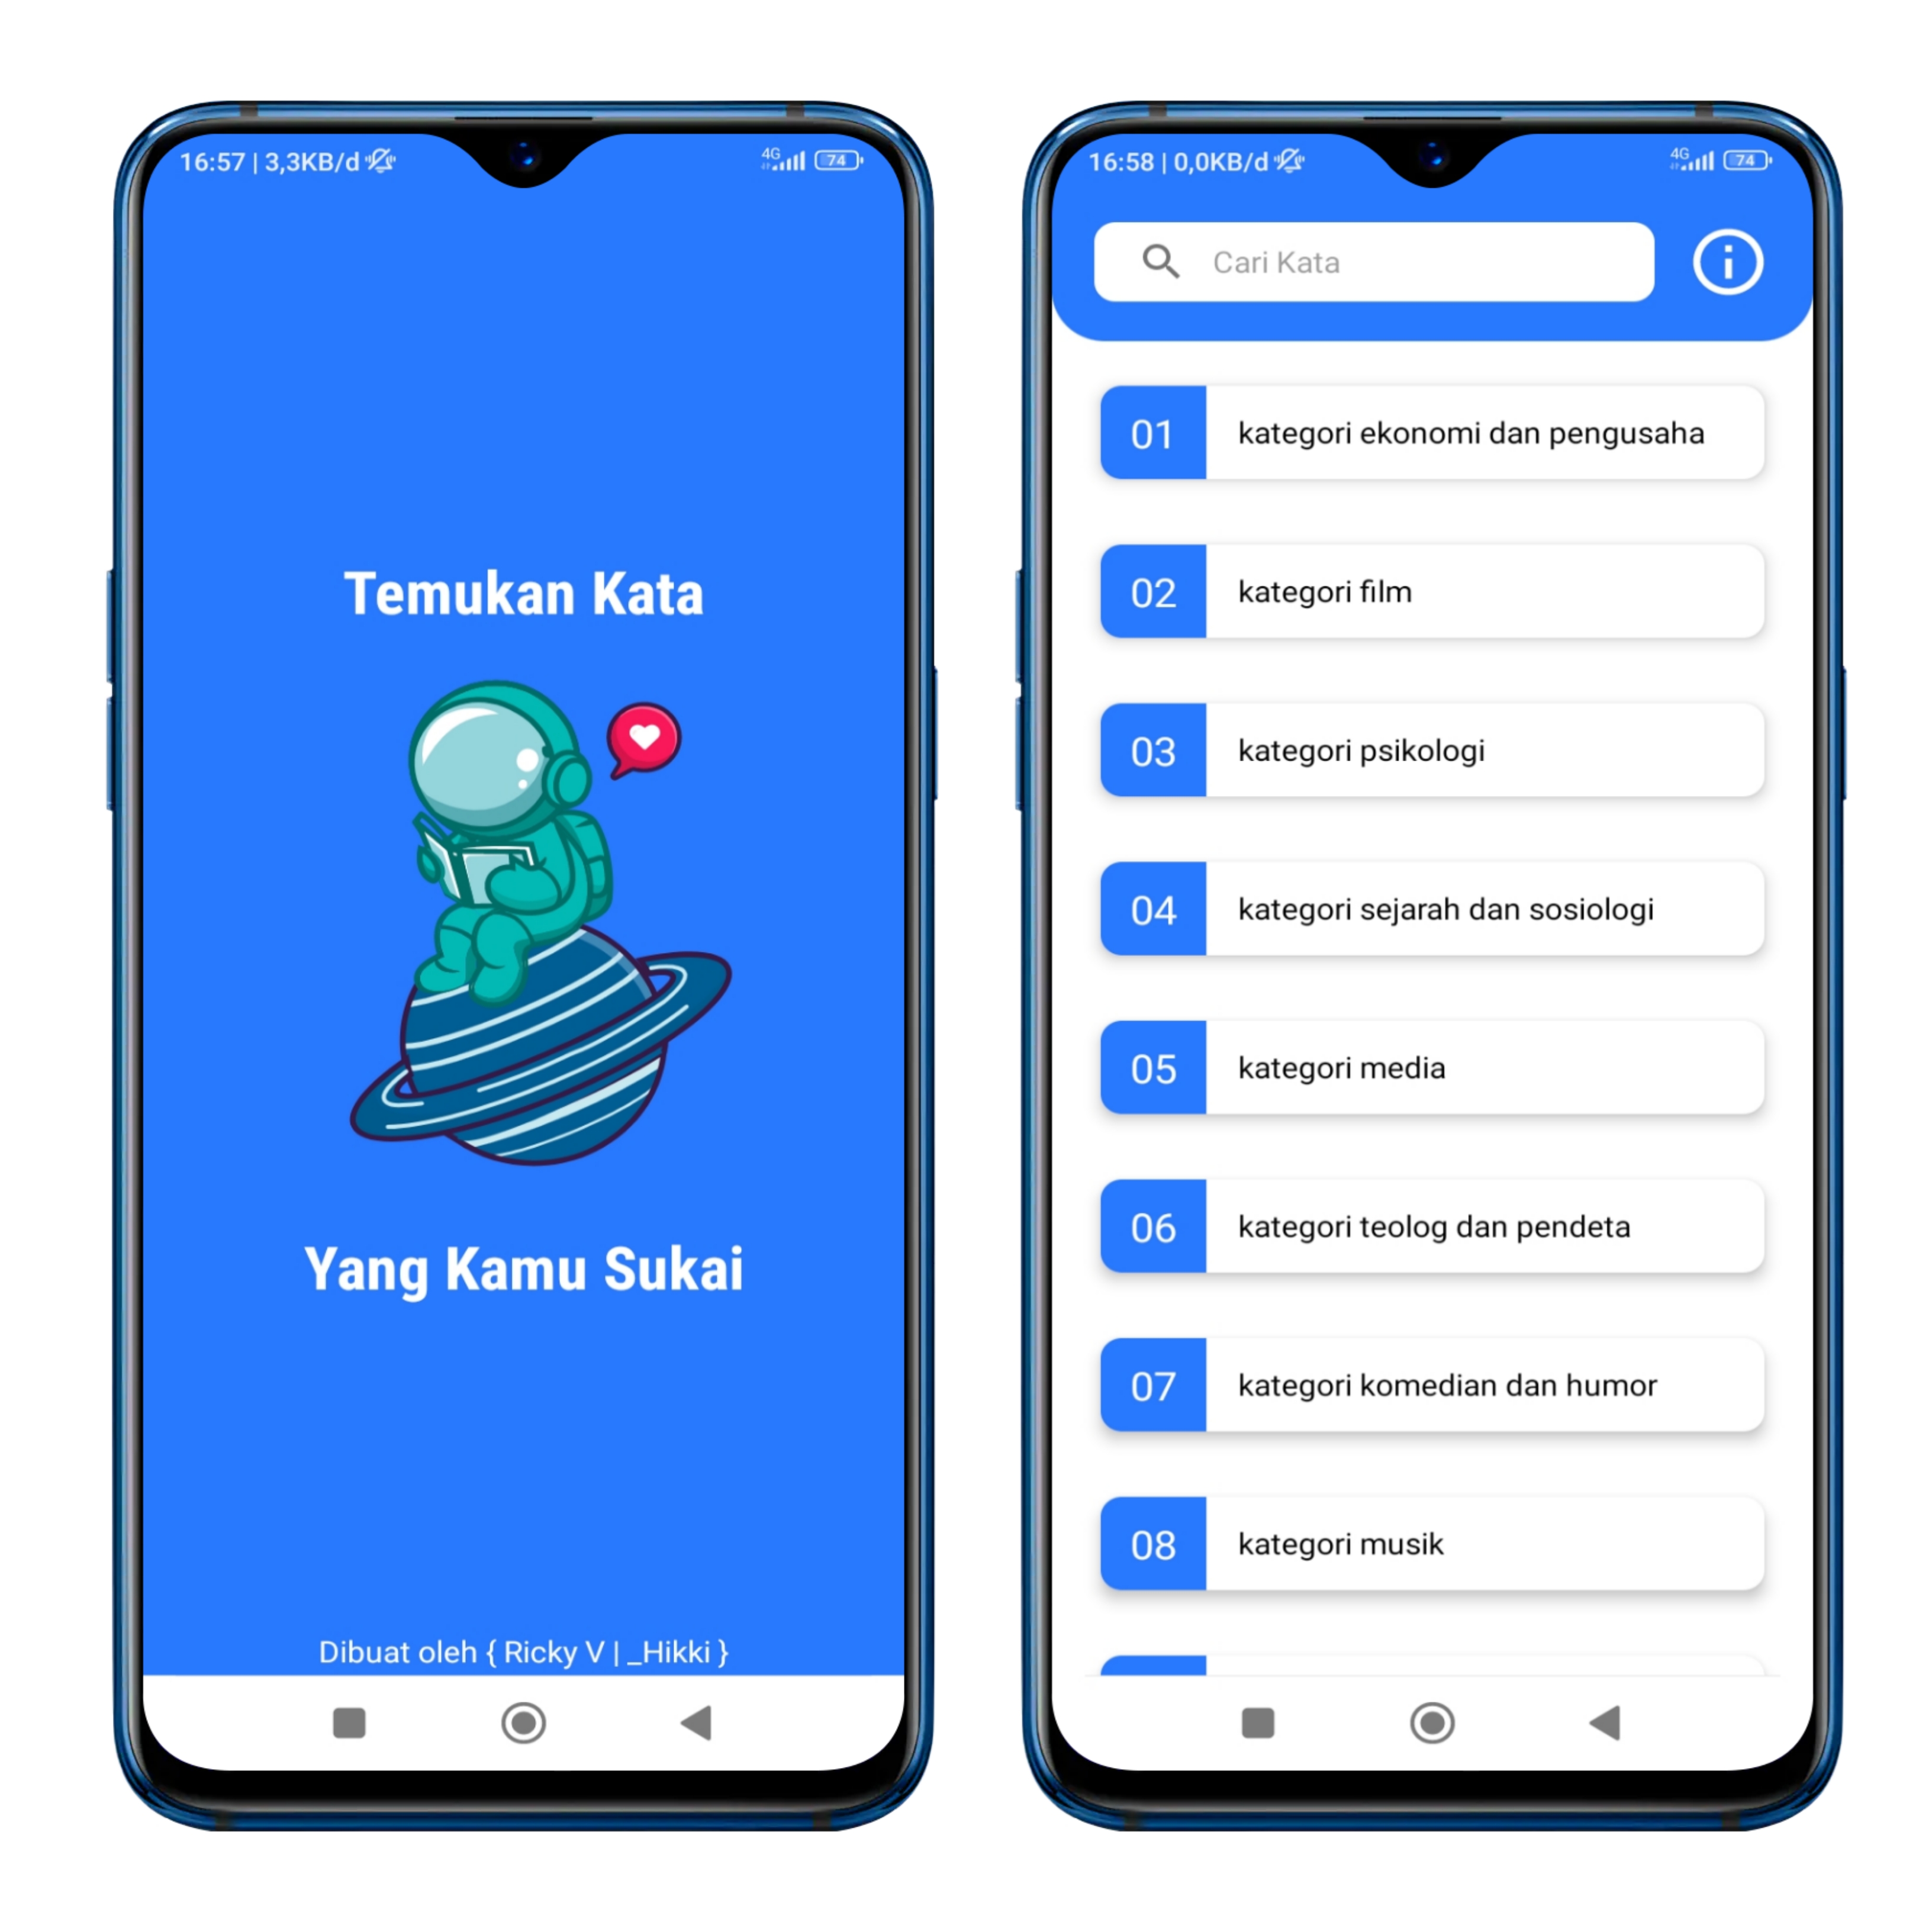 16:57 | 3,3KB/d
4G
74
Temukan Kata
Yang Kamu Sukai
Dibuat oleh { Ricky V | _Hikki }
16:58 | 0,0KB/d
4G
74
Cari Kata
01 kategori ekonomi dan pengusaha
02 kategori film
03 kategori psikologi
04 kategori sejarah dan sosiologi
05 kategori media
06 kategori teolog dan pendeta
07 kategori komedian dan humor
08 kategori musik